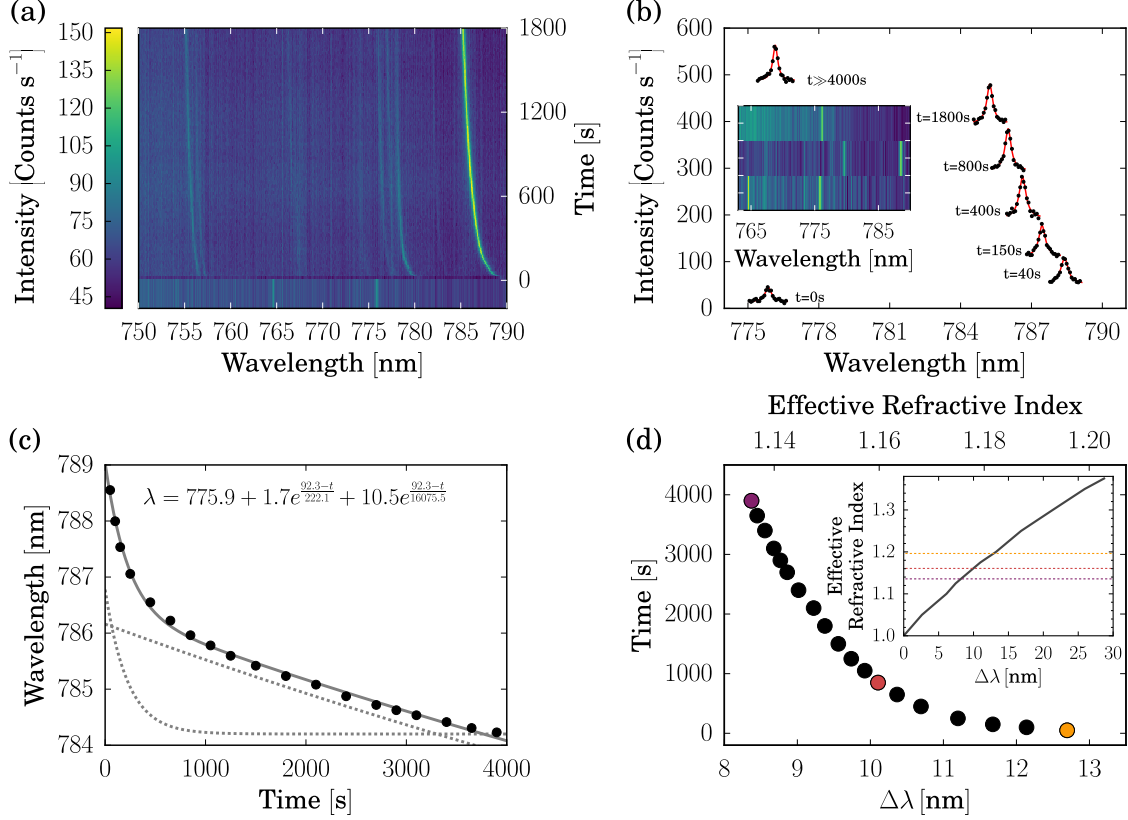 (a)
Intensity [Counts s⁻¹]
150
135
120
105
90
75
60
45
1800
1200
600
0
Time [s]
750 755 760 765 770 775 780 785 790
Wavelength [nm]
(b)
Intensity [Counts s⁻¹]
600
500
400
300
200
100
0
t≫4000s
t=1800s
t=800s
t=400s
t=150s
t=40s
t=0s
765 775 785
Wavelength [nm]
775 778 781 784 787 790
Wavelength [nm]
(c)
Wavelength [nm]
789
788
787
786
785
784
λ = 775.9 + 1.7e^{\frac{92.3-t}{222.1}} + 10.5e^{\frac{92.3-t}{16075.5}}
0 1000 2000 3000 4000
Time [s]
(d)
Effective Refractive Index
1.14 1.16 1.18 1.20
Time [s]
4000
3000
2000
1000
0
Effective
Refractive Index
1.3
1.2
1.1
1.0
0 5 10 15 20 25 30
Δλ [nm]
8 9 10 11 12 13
Δλ [nm]